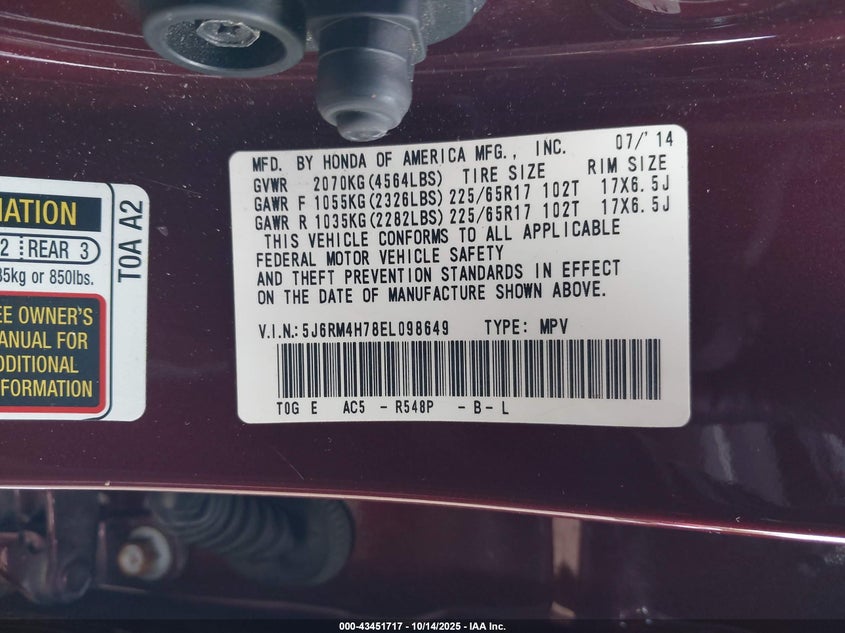 MATION
2 REAR 3
85kg or 850lbs.
EE OWNER'S
MANUAL FOR
DDITIONAL
FORMATION
T0A A2
MFD. BY HONDA OF AMERICA MFG., INC. 07/'14
GVWR 2070KG(4564LBS) TIRE SIZE RIM SIZE
GAWR F 1055KG(2326LBS) 225/65R17 102T 17X6.5J
GAWR R 1035KG(2282LBS) 225/65R17 102T 17X6.5J
THIS VEHICLE CONFORMS TO ALL APPLICABLE
FEDERAL MOTOR VEHICLE SAFETY
AND THEFT PREVENTION STANDARDS IN EFFECT
ON THE DATE OF MANUFACTURE SHOWN ABOVE.
V.I.N.: 5J6RM4H78EL098649 TYPE: MPV
T0G E AC5 - R548P - B - L
000-43451717 - 10/14/2025 - IAA Inc.